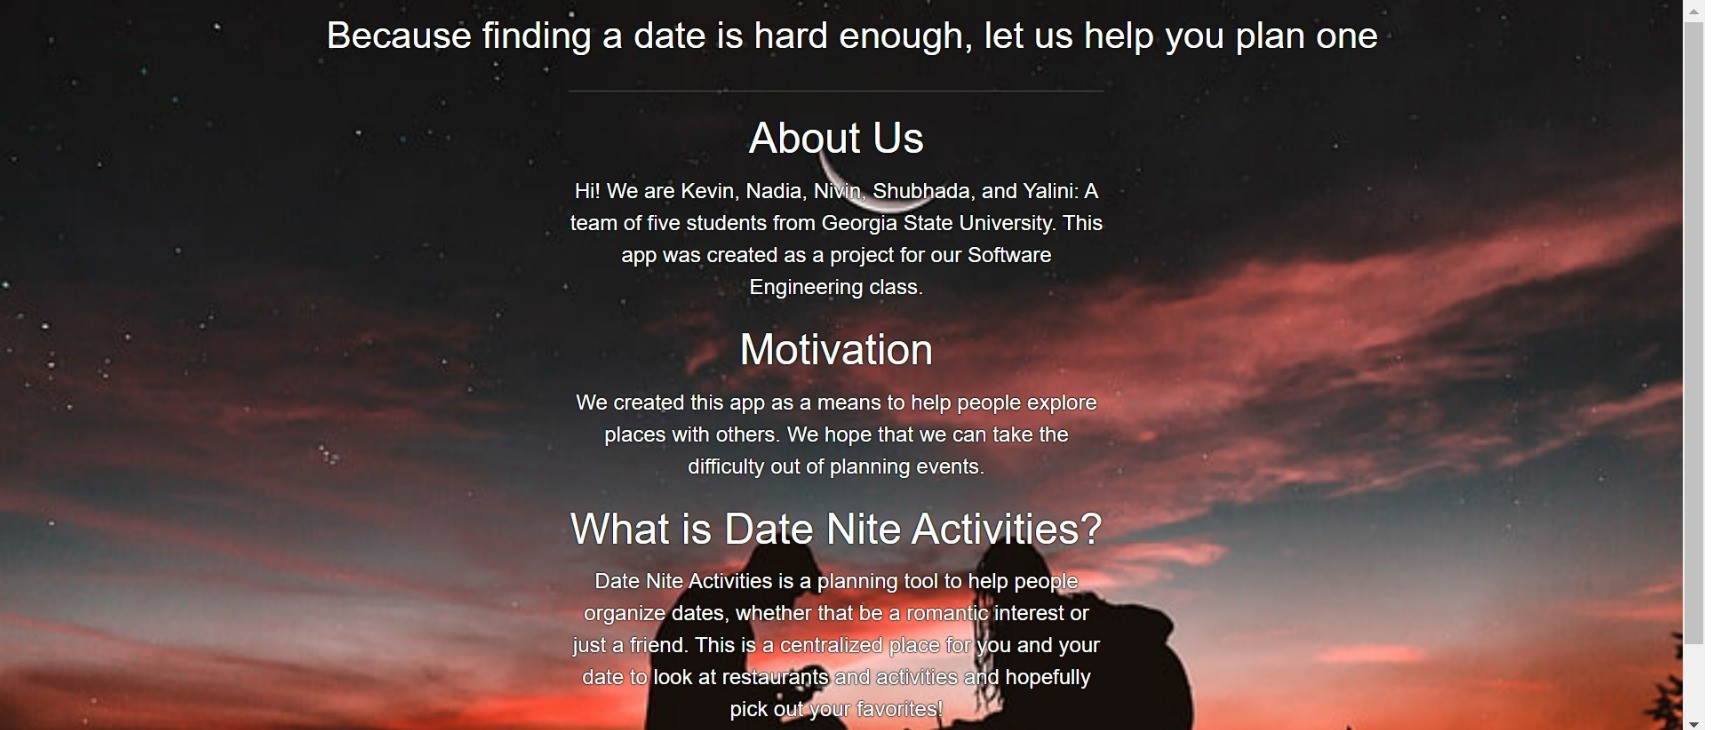 Because finding a date is hard enough, let us help you plan one
About Us
Hi! We are Kevin, Nadia, Nivin, Shubhada, and Yalini: A
team of five students from Georgia State University. This
app was created as a project for our Software
Engineering class.
Motivation
We created this app as a means to help people explore
places with others. We hope that we can take the
difficulty out of planning events.
What is Date Nite Activities?
Date Nite Activities is a planning tool to help people
organize dates, whether that be a romantic interest or
just a friend. This is a centralized place for you and your
date to look at restaurants and activities and hopefully
pick out your favorites!